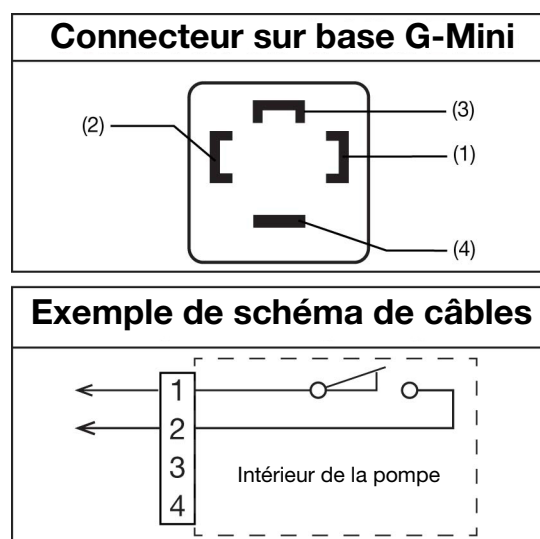 Connecteur sur base G-Mini
(3)
(2)
(1)
(4)
Exemple de schéma de câbles
1
2
3
Intérieur de la pompe
4